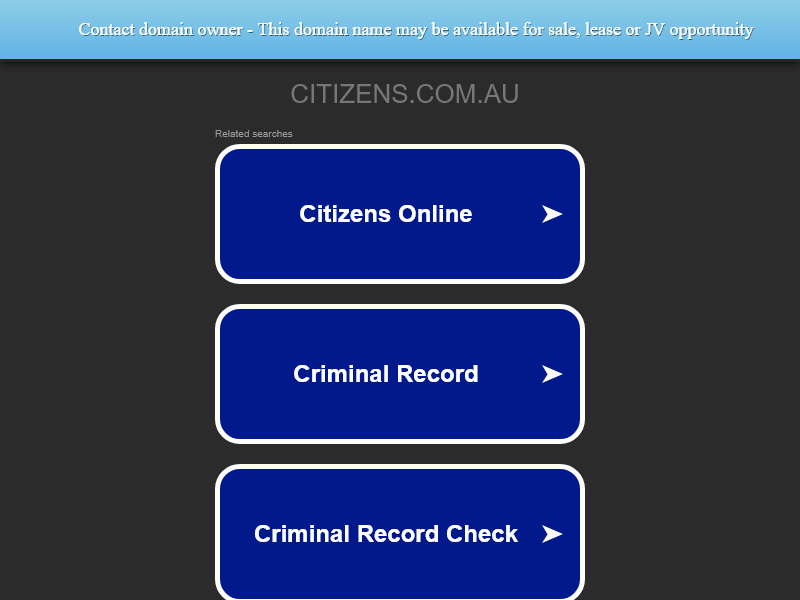 Contact domain owner - This domain name may be available for sale, lease or JV opportunity
CITIZENS.COM.AU
Related searches
Citizens Online
Criminal Record
Criminal Record Check